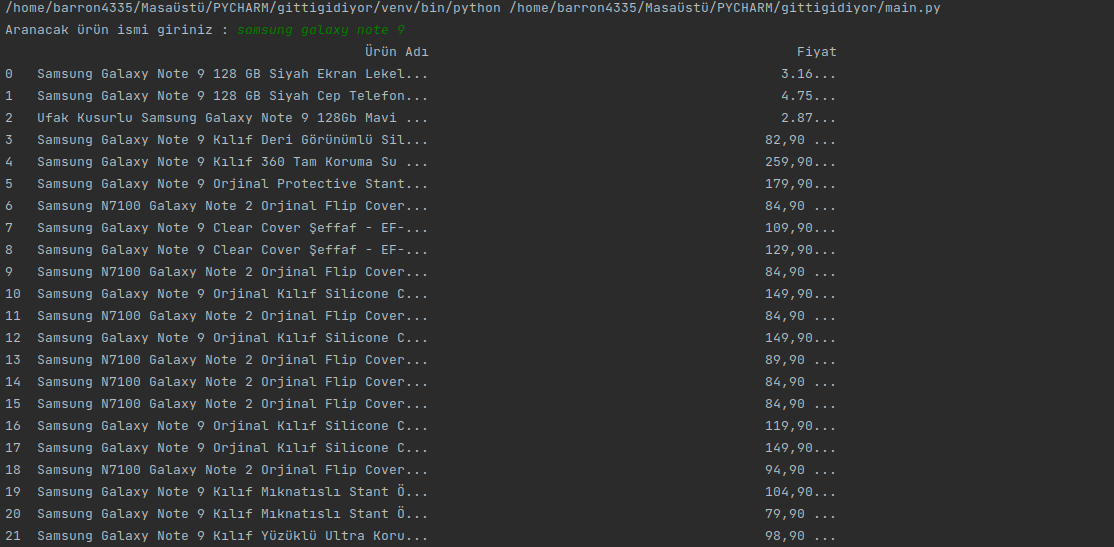 /home/barron4335/Masaüstü/PYCHARM/gittigidiyor/venv/bin/python /home/barron4335/Masaüstü/PYCHARM/gittigidiyor/main.py
Aranacak ürün ismi giriniz : samsung galaxy note 9
Ürün Adı Fiyat
0 Samsung Galaxy Note 9 128 GB Siyah Ekran Lekel... 3.16...
1 Samsung Galaxy Note 9 128 GB Siyah Cep Telefon... 4.75...
2 Ufak Kusurlu Samsung Galaxy Note 9 128Gb Mavi ... 2.87...
3 Samsung Galaxy Note 9 Kılıf Deri Görünümlü Sil... 82,90 ...
4 Samsung Galaxy Note 9 Kılıf 360 Tam Koruma Su ... 259,90...
5 Samsung Galaxy Note 9 Orjinal Protective Stant... 179,90...
6 Samsung N7100 Galaxy Note 2 Orjinal Flip Cover... 84,90 ...
7 Samsung Galaxy Note 9 Clear Cover Şeffaf - EF-... 109,90...
8 Samsung Galaxy Note 9 Clear Cover Şeffaf - EF-... 129,90...
9 Samsung N7100 Galaxy Note 2 Orjinal Flip Cover... 84,90 ...
10 Samsung Galaxy Note 9 Orjinal Kılıf Silicone C... 149,90...
11 Samsung N7100 Galaxy Note 2 Orjinal Flip Cover... 84,90 ...
12 Samsung Galaxy Note 9 Orjinal Kılıf Silicone C... 149,90...
13 Samsung N7100 Galaxy Note 2 Orjinal Flip Cover... 89,90 ...
14 Samsung N7100 Galaxy Note 2 Orjinal Flip Cover... 84,90 ...
15 Samsung N7100 Galaxy Note 2 Orjinal Flip Cover... 84,90 ...
16 Samsung Galaxy Note 9 Orjinal Kılıf Silicone C... 119,90...
17 Samsung Galaxy Note 9 Orjinal Kılıf Silicone C... 149,90...
18 Samsung N7100 Galaxy Note 2 Orjinal Flip Cover... 94,90 ...
19 Samsung Galaxy Note 9 Kılıf Mıknatıslı Stant Ö... 104,90...
20 Samsung Galaxy Note 9 Kılıf Mıknatıslı Stant Ö... 79,90 ...
21 Samsung Galaxy Note 9 Kılıf Yüzüklü Ultra Koru... 98,90 ...